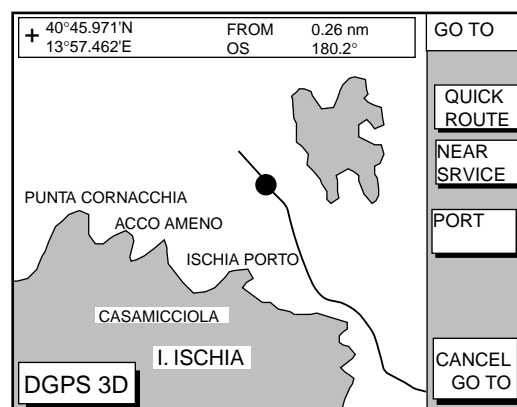 + 40°45.971'N FROM 0.26 nm
13°57.462'E OS 180.2°
GO TO
QUICK
ROUTE
NEAR
SRVICE
PORT
PUNTA CORNACCHIA
ACCO AMENO
ISCHIA PORTO
CASAMICCIOLA
I. ISCHIA
DGPS 3D
CANCEL
GO TO